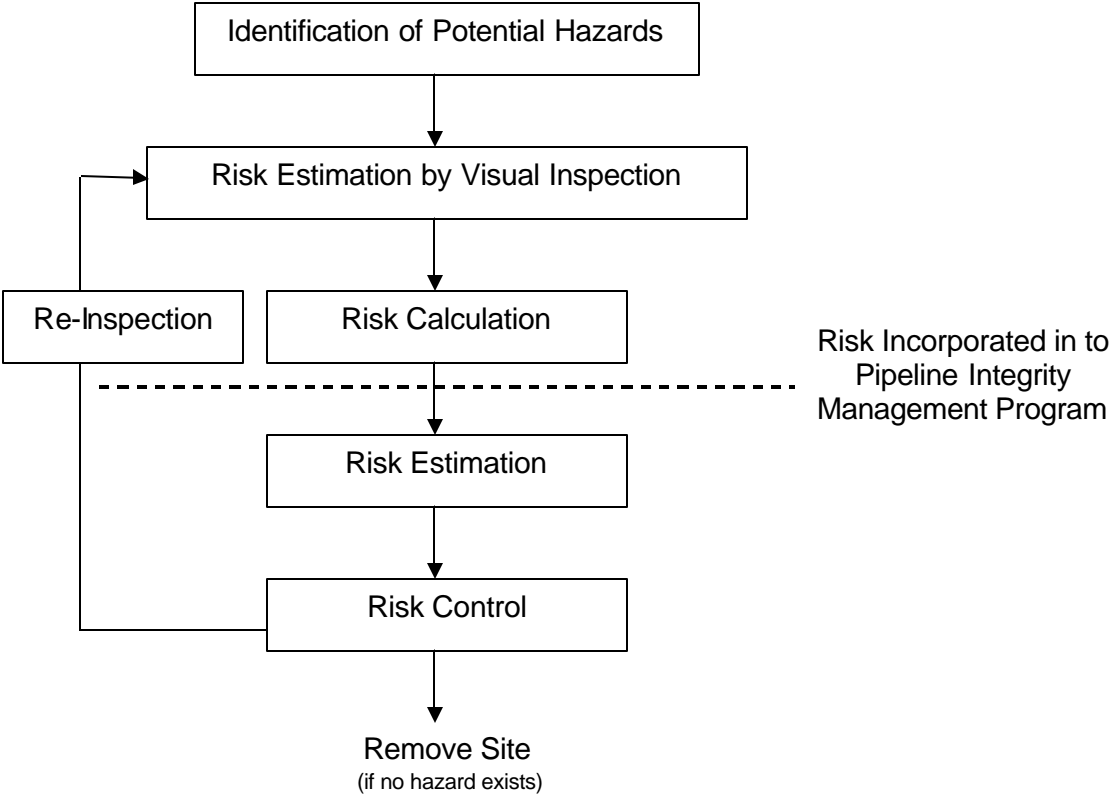 Identification of Potential Hazards
Risk Estimation by Visual Inspection
Re-Inspection
Risk Calculation
Risk Incorporated in to
Pipeline Integrity
Management Program
Risk Estimation
Risk Control
Remove Site
(if no hazard exists)